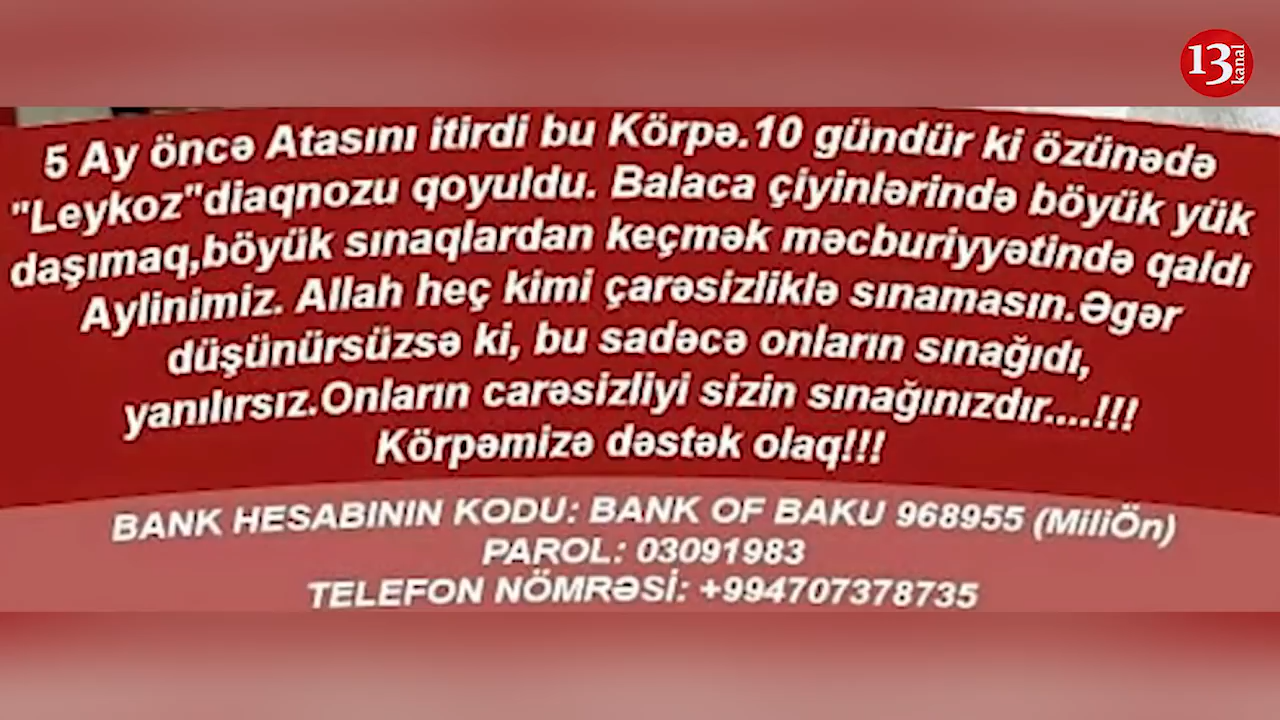 13 kanal
5 Ay öncə Atasını itirdi bu Körpə.10 gündür ki özünədə
"Leykoz"diaqnozu qoyuldu. Balaca çiyinlərində böyük yük
daşımaq,böyük sınaqlardan keçmək məcburiyyətində qaldı
Aylinimiz. Allah heç kimi çarəsizliklə sınamasın.Əgər
düşünürsüzsə ki, bu sadəcə onların sınağıdı,
yanılırsız.Onların carəsizliyi sizin sınağınızdır....!!!
Körpəmizə dəstək olaq!!!
BANK HESABININ KODU: BANK OF BAKU 968955 (MiliÖn)
PAROL: 03091983
TELEFON NÖMRƏSİ: +994707378735